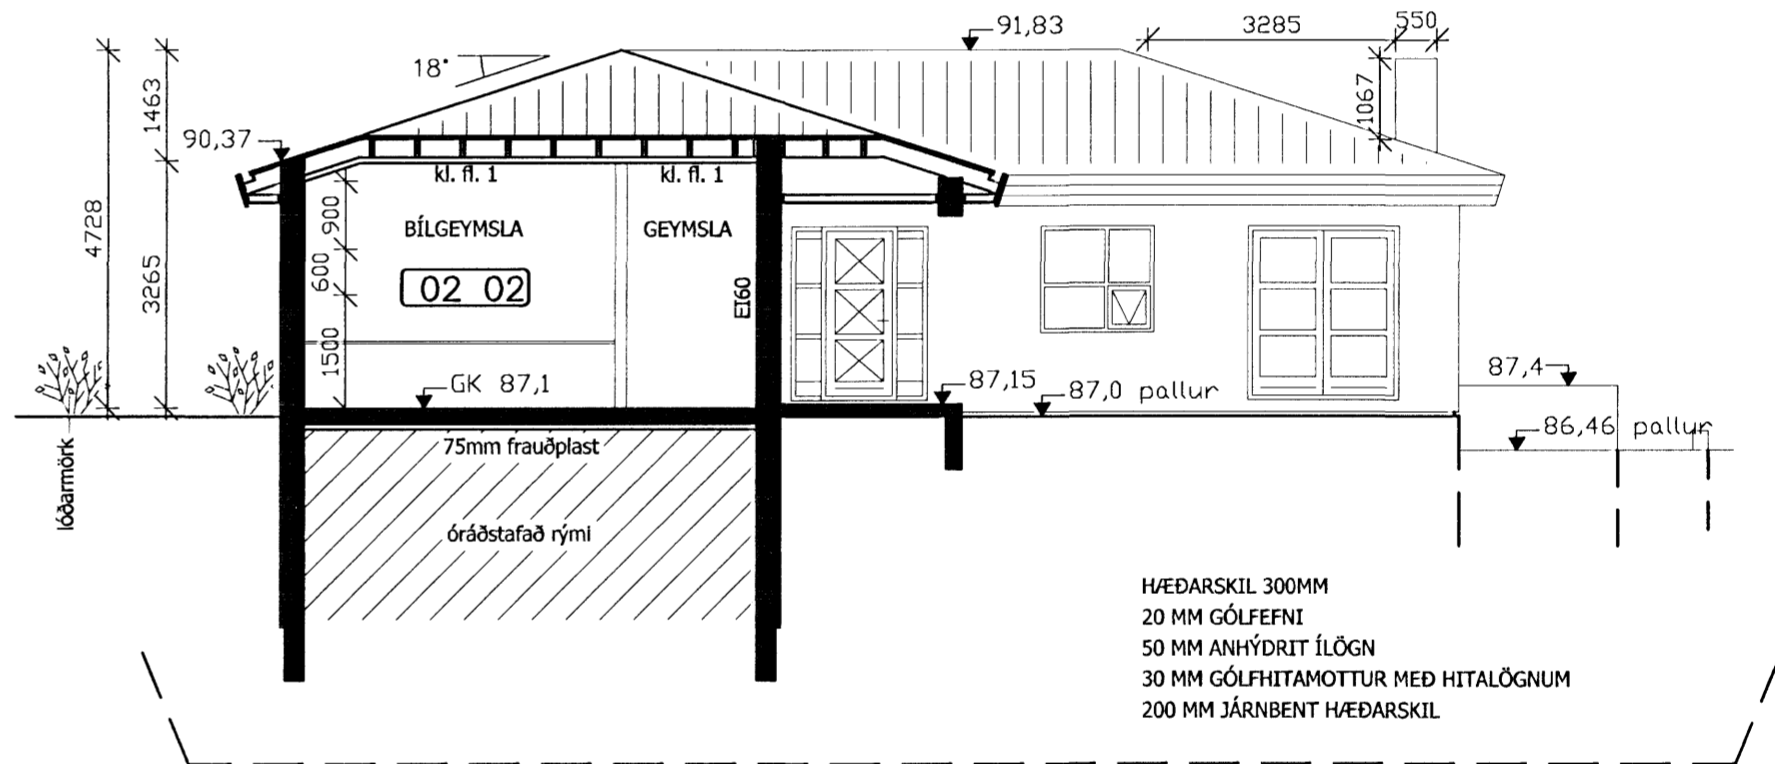 91,83
3285
550
18°
1067
1463
90,37
kl. fl. 1
kl. fl. 1
4728
900
BÍLGEYMSLA
GEYMSLA
3265
600
02 02
EI60
1500
GK 87,1
87,15
87,0 pallur
87,4
86,46 pallur
75mm frauðplast
lóðarmörk
óráðstafað rými
HÆÐARSKIL 300MM
20 MM GÓLFEFNI
50 MM ANHÝDRIT ÍLÖGN
30 MM GÓLFHITAMOTTUR MEÐ HITALÖGNUM
200 MM JÁRNBENT HÆÐARSKIL